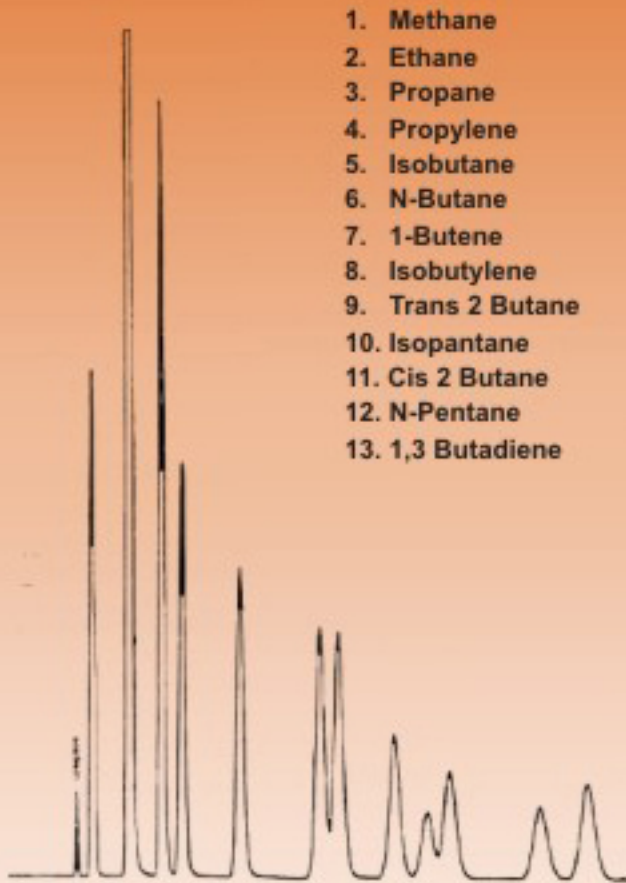 1. Methane
2. Ethane
3. Propane
4. Propylene
5. Isobutane
6. N-Butane
7. 1-Butene
8. Isobutylene
9. Trans 2 Butane
10. Isopantane
11. Cis 2 Butane
12. N-Pentane
13. 1,3 Butadiene